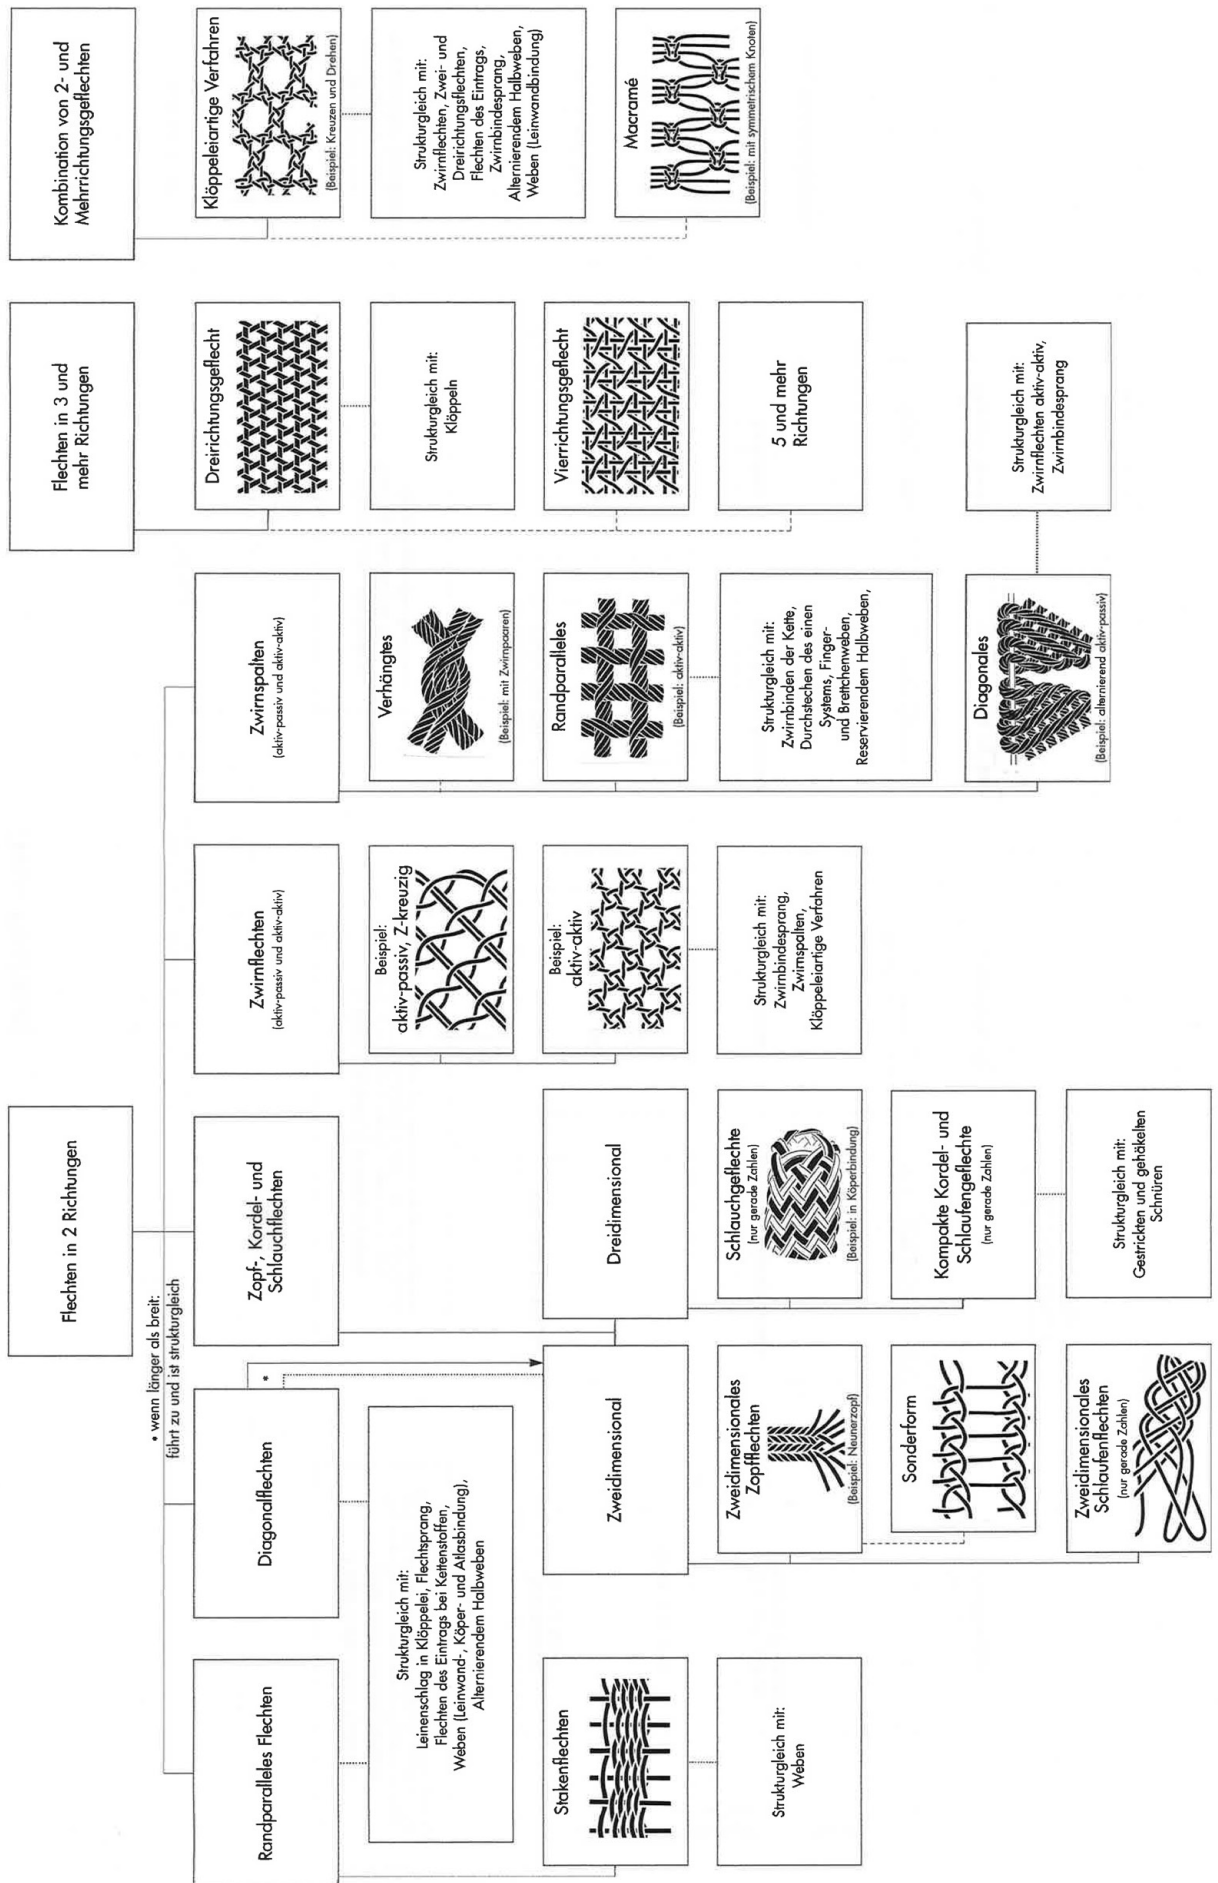 Flechten in 2 Richtungen
* wenn länger als breit:
führt zu und ist strukturgleich
Randparalleles Flechten
Diagonalflechten
*
Strukturgleich mit:
Leinenschlag in Klöppelei, Flechtsprang,
Flechten des Eintrags bei Kettenstoffen,
Weben (Leinwand-, Köper- und Atlasbindung),
Alternierendem Halbweben
Stakenflechten
Strukturgleich mit:
Weben
Zopf-, Kordel- und
Schlauchflechten
Zweidimensional
Zweidimensionales
Zopfflechten
(Beispiel: Neunerzopf)
Sonderform
Zweidimensionales
Schlaufenflechten
(nur gerade Zahlen)
Dreidimensional
Schlauchgeflechte
(nur gerade Zahlen)
(Beispiel: in Köperbindung)
Kompakte Kordel- und
Schlaufengeflechte
(nur gerade Zahlen)
Strukturgleich mit:
Gestrickten und gehäkelten
Schnüren
Zwirnflechten
(aktiv-passiv und aktiv-aktiv)
Beispiel:
aktiv-passiv, Z-kreuzig
Beispiel:
aktiv-aktiv
Strukturgleich mit:
Zwirnbindesprang,
Zwirnspalten,
Klöppeleiartige Verfahren
Zwirnspalten
(aktiv-passiv und aktiv-aktiv)
Verhängtes
(Beispiel: mit Zwirnpaaren)
Randparalleles
(Beispiel: aktiv-aktiv)
Strukturgleich mit:
Zwirnbinden der Kette,
Durchstechen des einen
Systems, Finger-
und Brettchenweben,
Reservierendem Halbweben,
Diagonales
(Beispiel: alternierend aktiv-passiv)
Strukturgleich mit:
Zwirnflechten aktiv-aktiv,
Zwirnbindesprang
Flechten in 3 und
mehr Richtungen
Dreirichtungsgeflecht
Strukturgleich mit:
Klöppeln
Vierrichtungsgeflecht
5 und mehr
Richtungen
Kombination von 2- und
Mehrrichtungsgeflechten
Klöppeleiartige Verfahren
(Beispiel: Kreuzen und Drehen)
Strukturgleich mit:
Zwirnflechten, Zwei- und
Dreirichtungsflechten,
Flechten des Eintrags,
Zwirnbindesprang,
Alternierendem Halbweben,
Weben (Leinwandbindung)
Macramé
(Beispiel: mit symmetrischem Knoten)